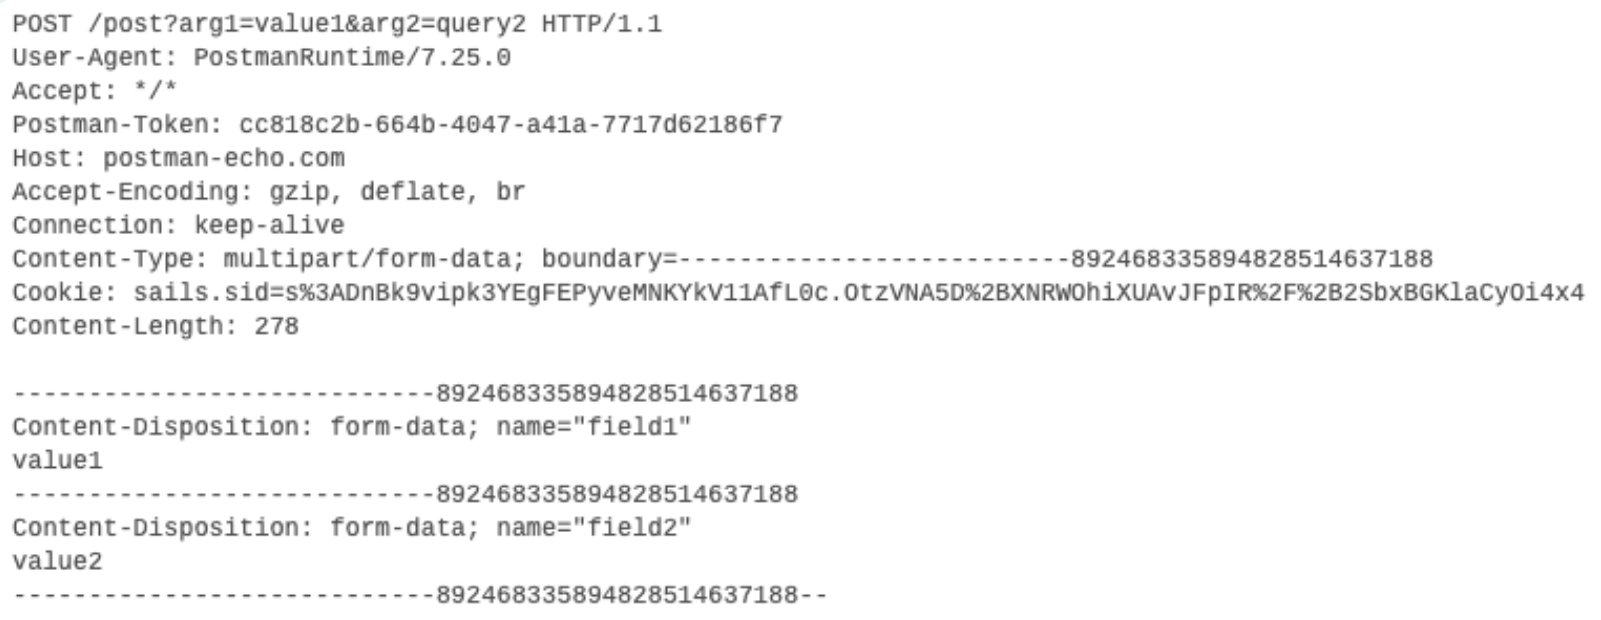 POST /post?arg1=value1&arg2=query2 HTTP/1.1
User-Agent: PostmanRuntime/7.25.0
Accept: */*
Postman-Token: cc818c2b-664b-4047-a41a-7717d62186f7
Host: postman-echo.com
Accept-Encoding: gzip, deflate, br
Connection: keep-alive
Content-Type: multipart/form-data; boundary=--------------------------892468335894828514637188
Cookie: sails.sid=s%3ADnBk9vipk3YEgFEPyveMNKYkV11AfL0c.OtzVNA5D%2BXNRWOhiXUAvJFpIR%2F%2B2SbxBGKlaCyOi4x4
Content-Length: 278

----------------------------892468335894828514637188
Content-Disposition: form-data; name="field1"
value1
----------------------------892468335894828514637188
Content-Disposition: form-data; name="field2"
value2
----------------------------892468335894828514637188--